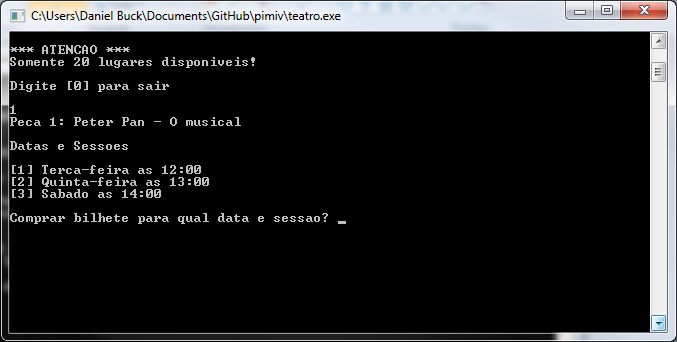 C:\Users\Daniel Buck\Documents\GitHub\pimiv\teatro.exe
*** ATENCAO ***
Somente 20 lugares disponiveis!
Digite [0] para sair
1
Peca 1: Peter Pan - O musical
Datas e Sessoes
[1] Terca-feira as 12:00
[2] Quinta-feira as 13:00
[3] Sabado as 14:00
Comprar bilhete para qual data e sessao? _